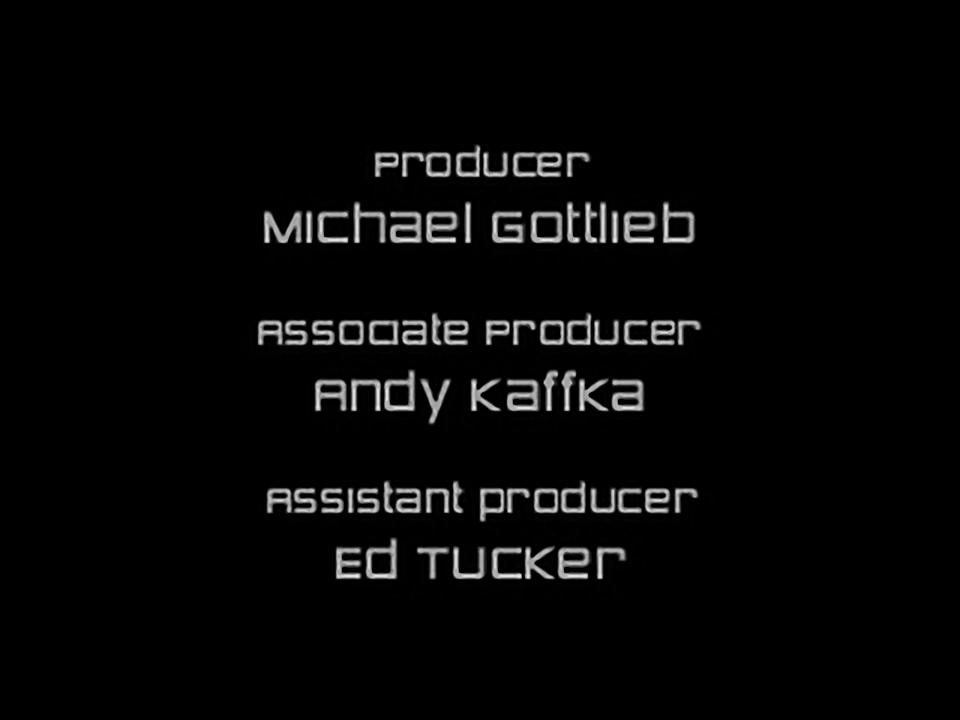 Producer
Michael Gottlieb
Associate Producer
Andy Kaffka
Assistant producer
Ed Tucker